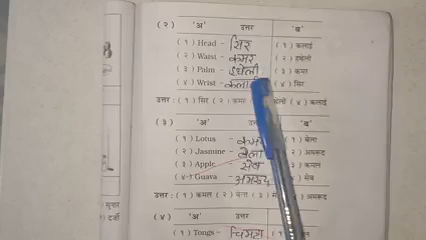 ( २ ) 'अ' उत्तर 'ब'
( १ ) Head - सिर ( १ ) कलाई
( २ ) Waist - कमर ( २ ) हथेली
( ३ ) Palm - हथेली ( ३ ) कमर
( ४ ) Wrist - कलाई ( ४ ) सिर
उत्तर : ( १ ) सिर ( २ ) कमर ( ४ ) कलाई
( ३ ) 'अ' 'ब'
( १ ) Lotus - कमल ( १ ) बेला
( २ ) Jasmine - बेला ( २ ) अमरूद
( ३ ) Apple सेब ( ३ ) कमल
( ४ ) Guava - अमरूद ( ४ ) सेब
उत्तर : ( १ ) कमल ( २ ) बेला ( ३ ) अमरूद
( ४ ) 'अ' उत्तर
( १ ) Tongs - चिमटा ( १ )